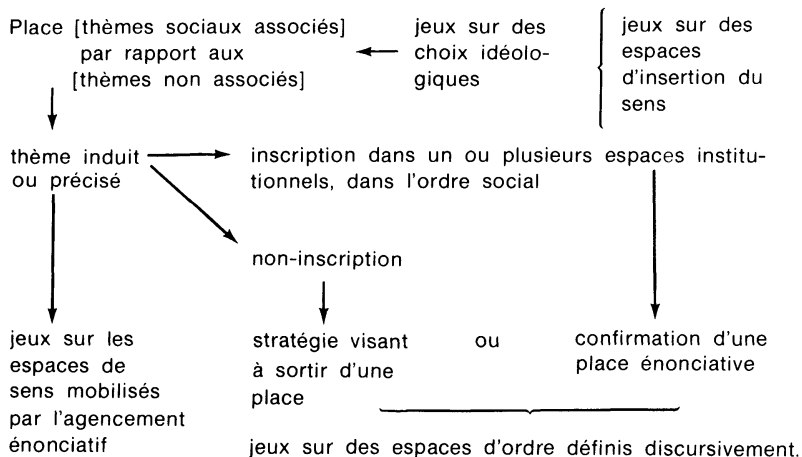 Place [thèmes sociaux associés]
par rapport aux
[thèmes non associés]
jeux sur des
choix idéolo-
giques
jeux sur des
espaces
d'insertion du
sens
thème induit
ou précisé
inscription dans un ou plusieurs espaces institu-
tionnels, dans l'ordre social
non-inscription
jeux sur les
espaces de
sens mobilisés
par l'agencement
énonciatif
stratégie visant
à sortir d'une
place
ou
confirmation d'une
place énonciative
jeux sur des espaces d'ordre définis discursivement.